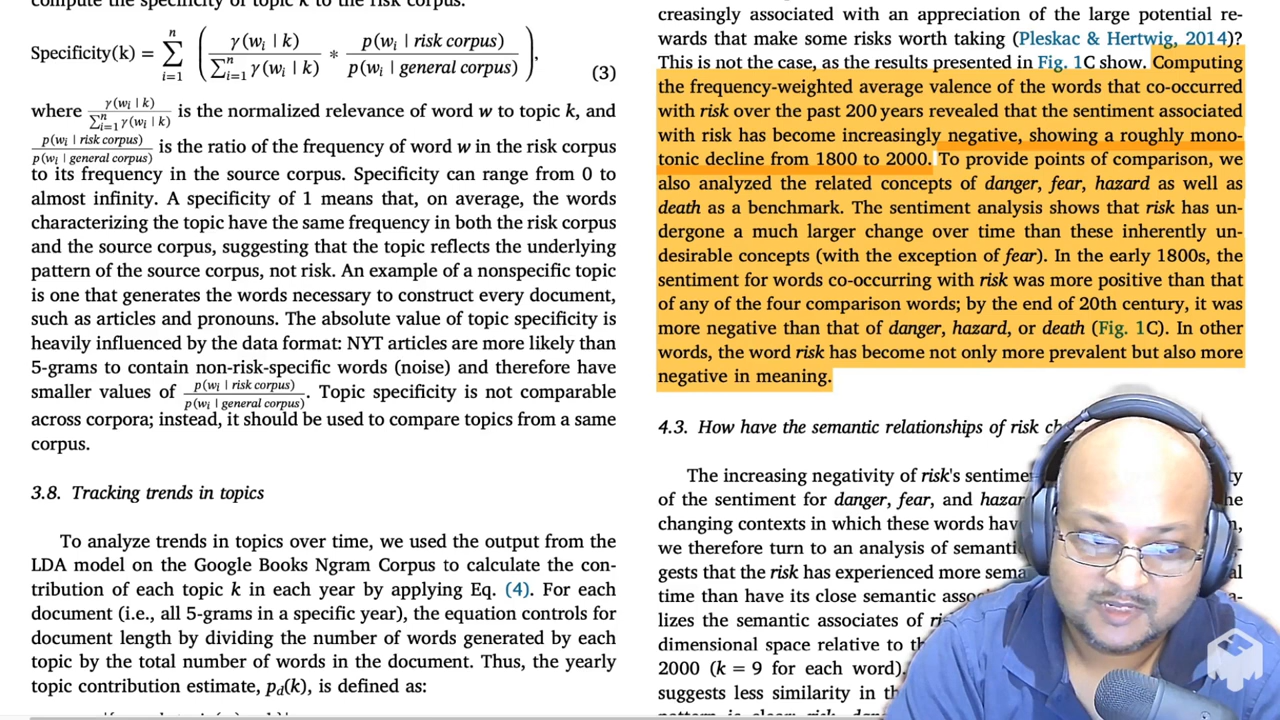 compute the specificity of topic k to the risk corpus.
Specificity(k) = ∑ⁿᵢ₌₁ ( γ(wᵢ | k) / ∑ⁿᵢ₌₁ γ(wᵢ | k) * p(wᵢ | risk corpus) / p(wᵢ | general corpus) ), (3)
where γ(wᵢ | k) / ∑ⁿᵢ₌₁ γ(wᵢ | k) is the normalized relevance of word w to topic k, and
p(wᵢ | risk corpus) / p(wᵢ | general corpus) is the ratio of the frequency of word w in the risk corpus
to its frequency in the source corpus. Specificity can range from 0 to
almost infinity. A specificity of 1 means that, on average, the words
characterizing the topic have the same frequency in both the risk corpus
and the source corpus, suggesting that the topic reflects the underlying
pattern of the source corpus, not risk. An example of a nonspecific topic
is one that generates the words necessary to construct every document,
such as articles and pronouns. The absolute value of topic specificity is
heavily influenced by the data format: NYT articles are more likely than
5-grams to contain non-risk-specific words (noise) and therefore have
smaller values of p(wᵢ | risk corpus) / p(wᵢ | general corpus). Topic specificity is not comparable
across corpora; instead, it should be used to compare topics from a same
corpus.
3.8. Tracking trends in topics
To analyze trends in topics over time, we used the output from the
LDA model on the Google Books Ngram Corpus to calculate the con-
tribution of each topic k in each year by applying Eq. (4). For each
document (i.e., all 5-grams in a specific year), the equation controls for
document length by dividing the number of words generated by each
topic by the total number of words in the document. Thus, the yearly
topic contribution estimate, p_d(k), is defined as:
creasingly associated with an appreciation of the large potential re-
wards that make some risks worth taking (Pleskac & Hertwig, 2014)?
This is not the case, as the results presented in Fig. 1C show. Computing
the frequency-weighted average valence of the words that co-occurred
with risk over the past 200 years revealed that the sentiment associated
with risk has become increasingly negative, showing a roughly mono-
tonic decline from 1800 to 2000. To provide points of comparison, we
also analyzed the related concepts of danger, fear, hazard as well as
death as a benchmark. The sentiment analysis shows that risk has un-
dergone a much larger change over time than these inherently un-
desirable concepts (with the exception of fear). In the early 1800s, the
sentiment for words co-occurring with risk was more positive than that
of any of the four comparison words; by the end of 20th century, it was
more negative than that of danger, hazard, or death (Fig. 1C). In other
words, the word risk has become not only more prevalent but also more
negative in meaning.
4.3. How have the semantic relationships of risk
The increasing negativity of risk's
of the sentiment for danger, fear, and
changing contexts in which these words
we therefore turn to an analysis of
gests that the risk has experienced more
time than have its close semantic
lizes the semantic associates of
dimensional space relative to
2000 (k = 9 for each word).
suggests less similarity in